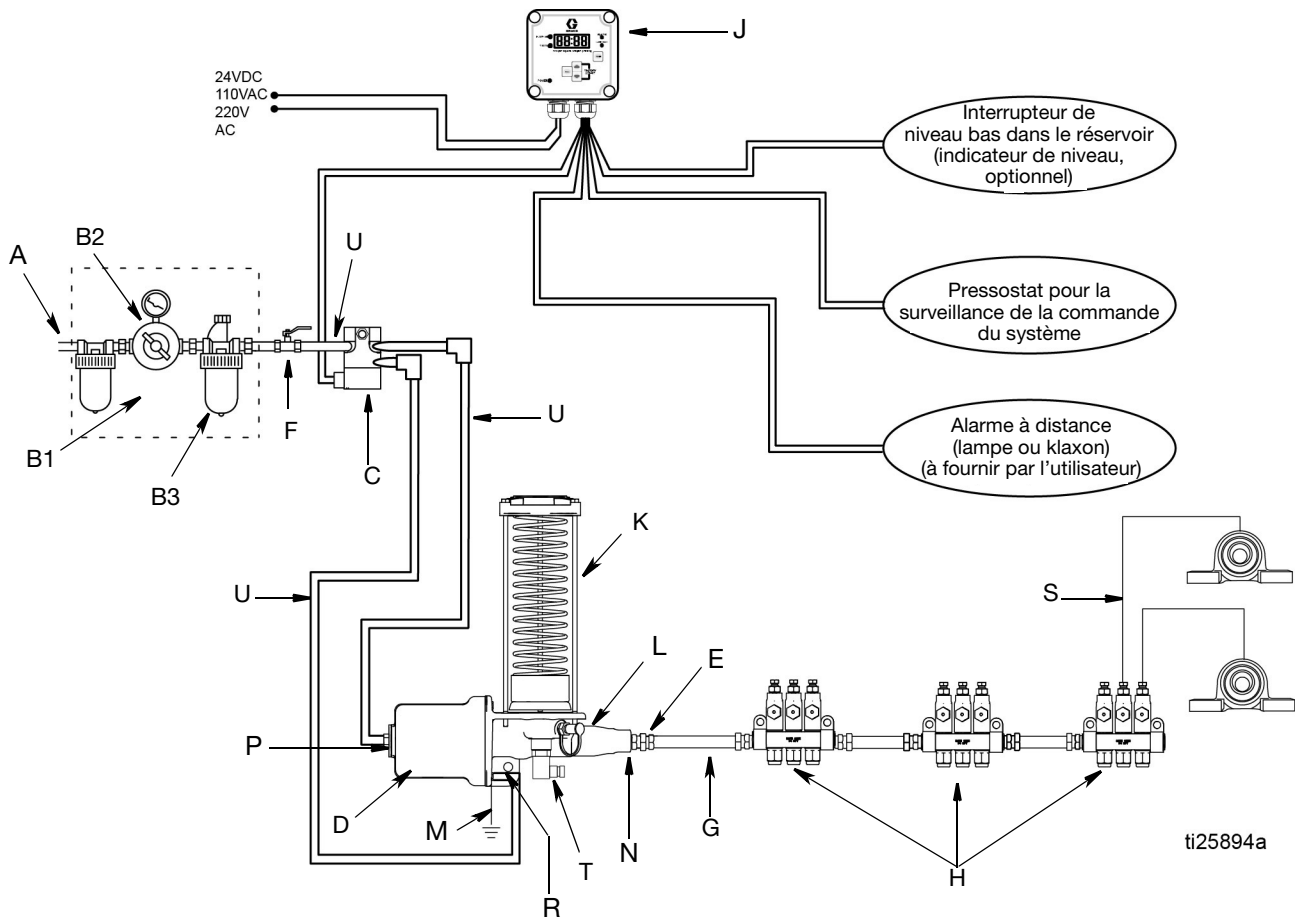 J
24VDC
110VAC
220V
AC
Interrupteur de
niveau bas dans le réservoir
(indicateur de niveau,
optionnel)
A
B2
U
Pressostat pour la
surveillance de la commande
du système
F
U
B1
B3
C
Alarme à distance
(lampe ou klaxon)
(à fournir par l'utilisateur)
K
U
S
L
E
P
D
M
T
N
G
H
R
ti25894a